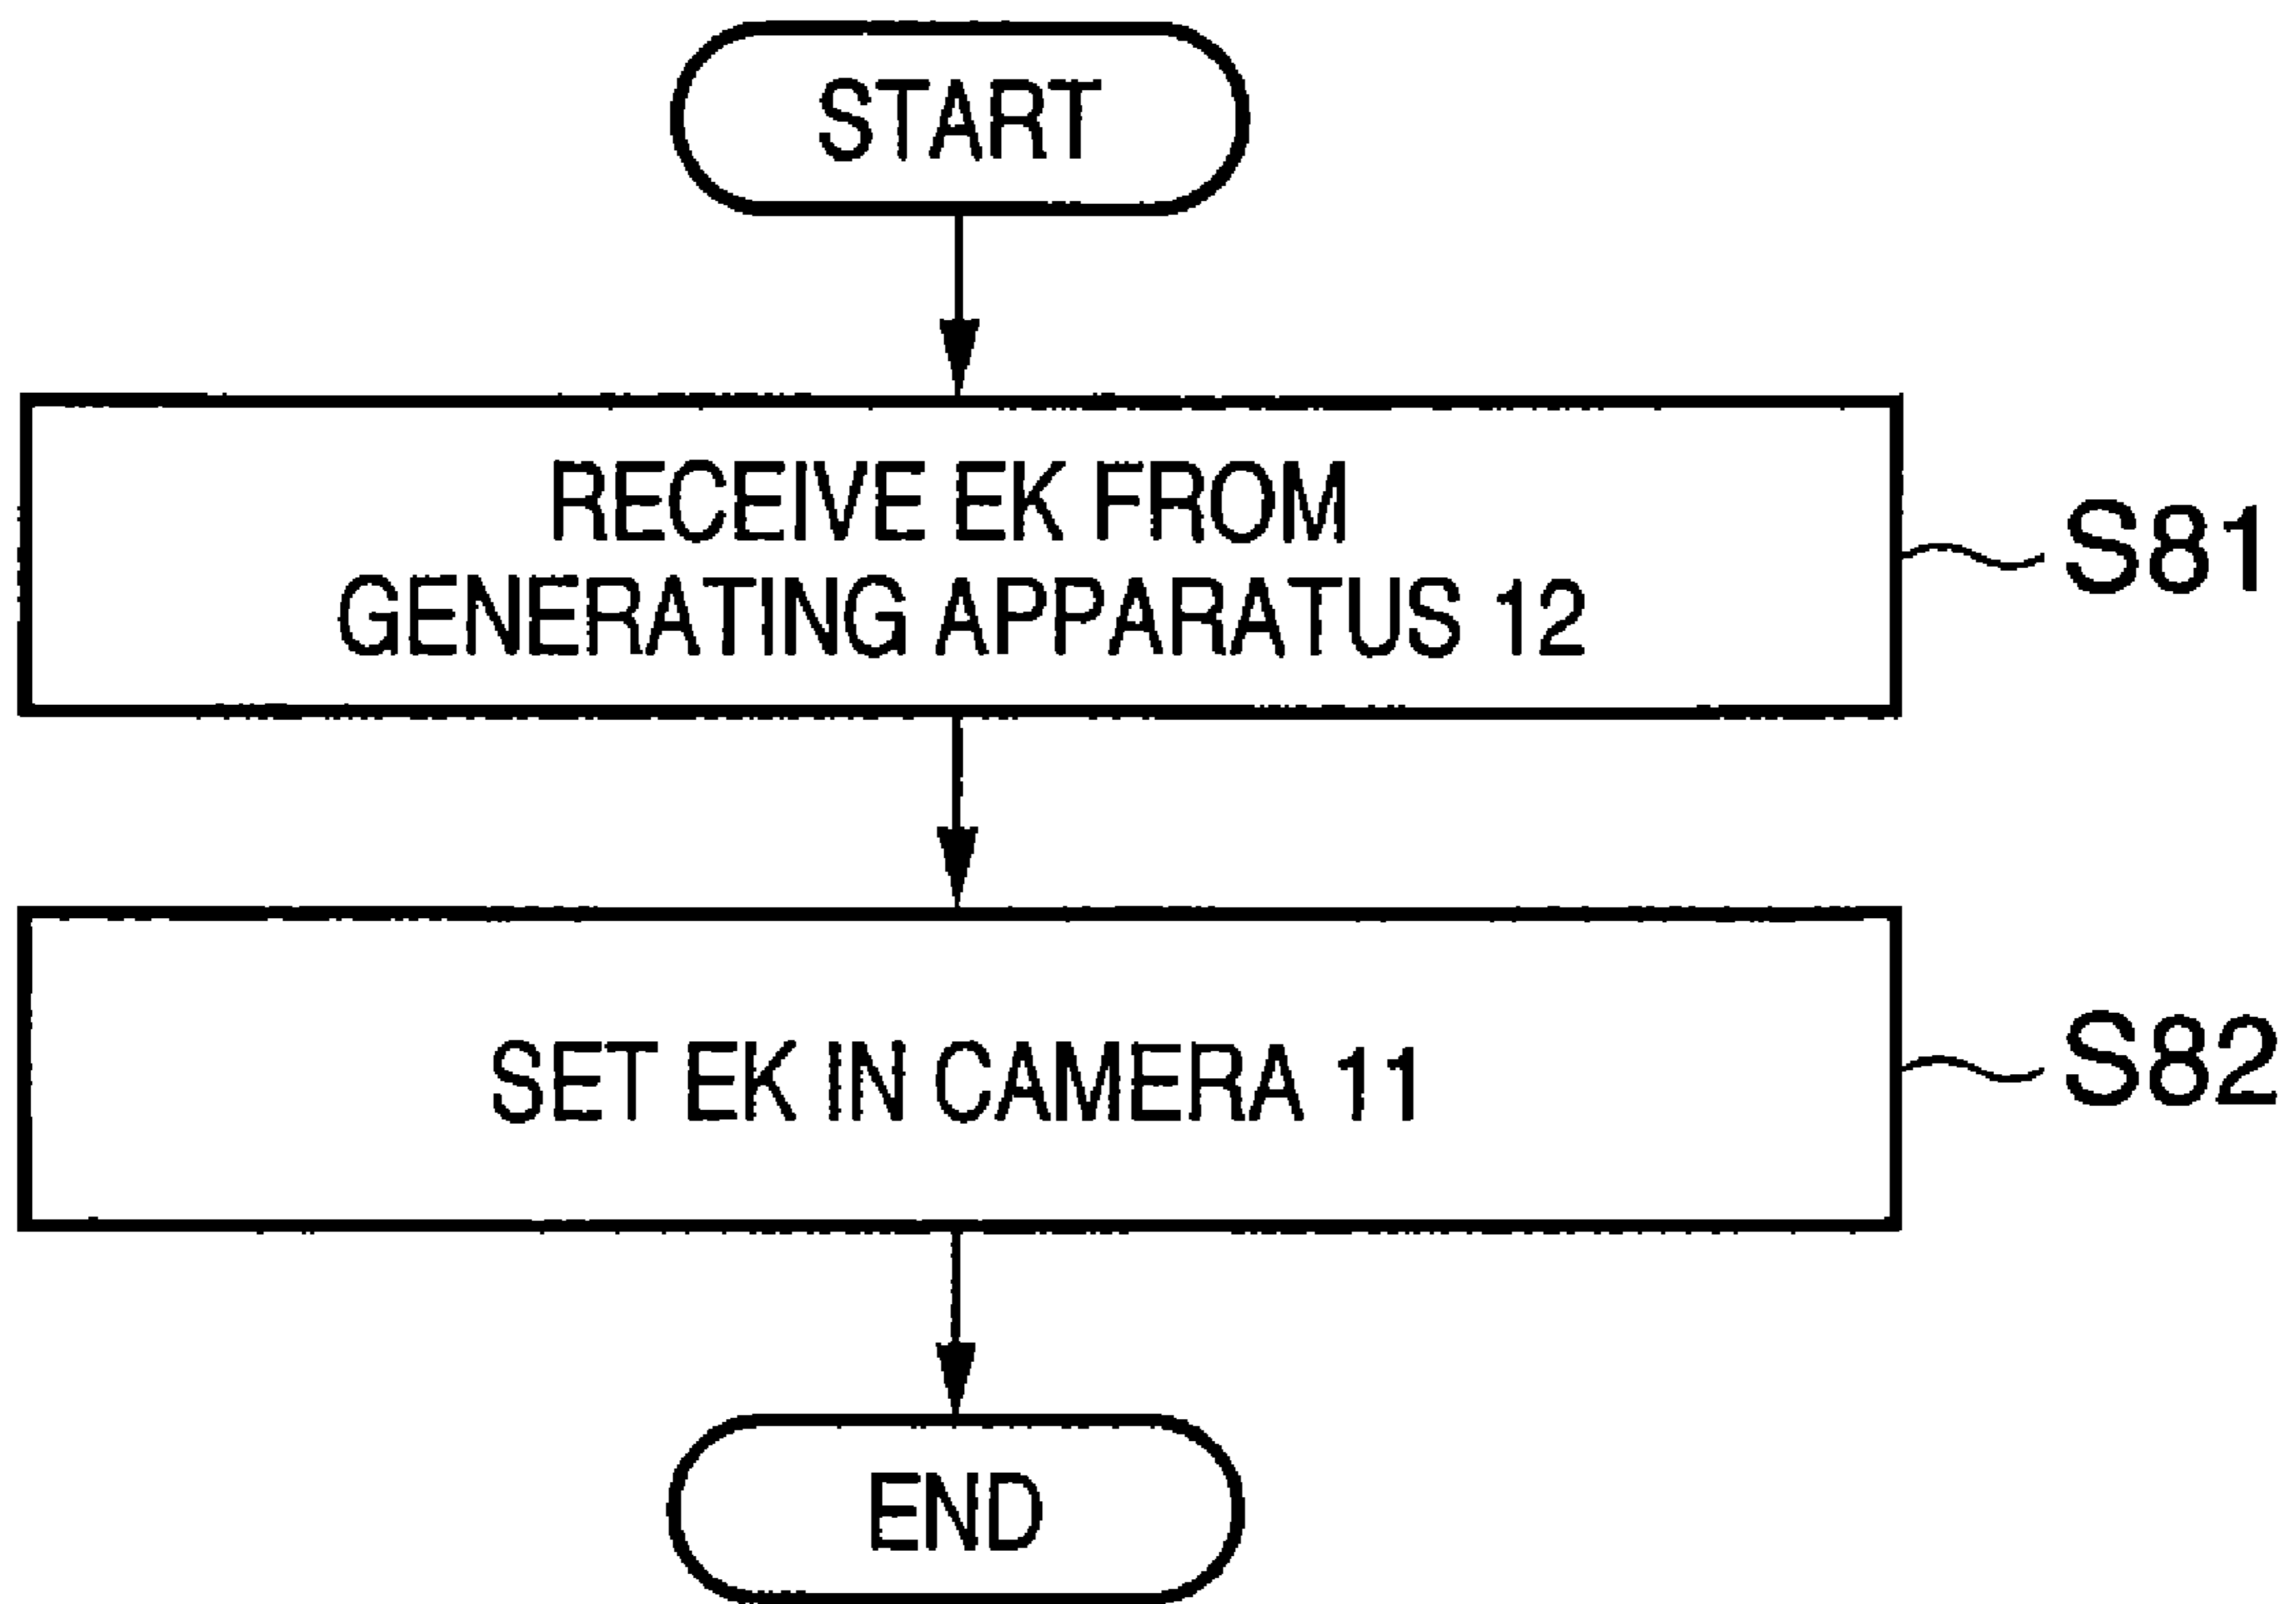 START
RECEIVE EK FROM
GENERATING APPARATUS 12
S81
SET EK IN CAMERA 11
S82
END